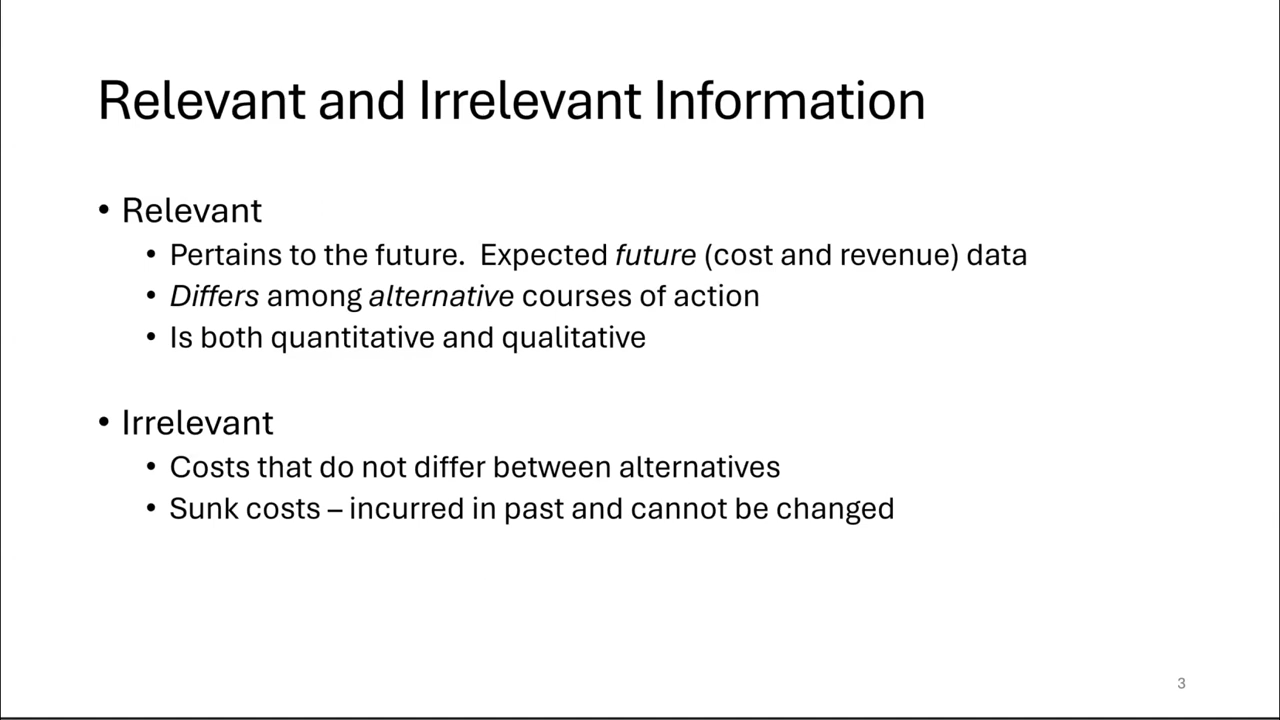 Relevant and Irrelevant Information
• Relevant
• Pertains to the future.  Expected future (cost and revenue) data
• Differs among alternative courses of action
• Is both quantitative and qualitative
• Irrelevant
• Costs that do not differ between alternatives
• Sunk costs – incurred in past and cannot be changed
3